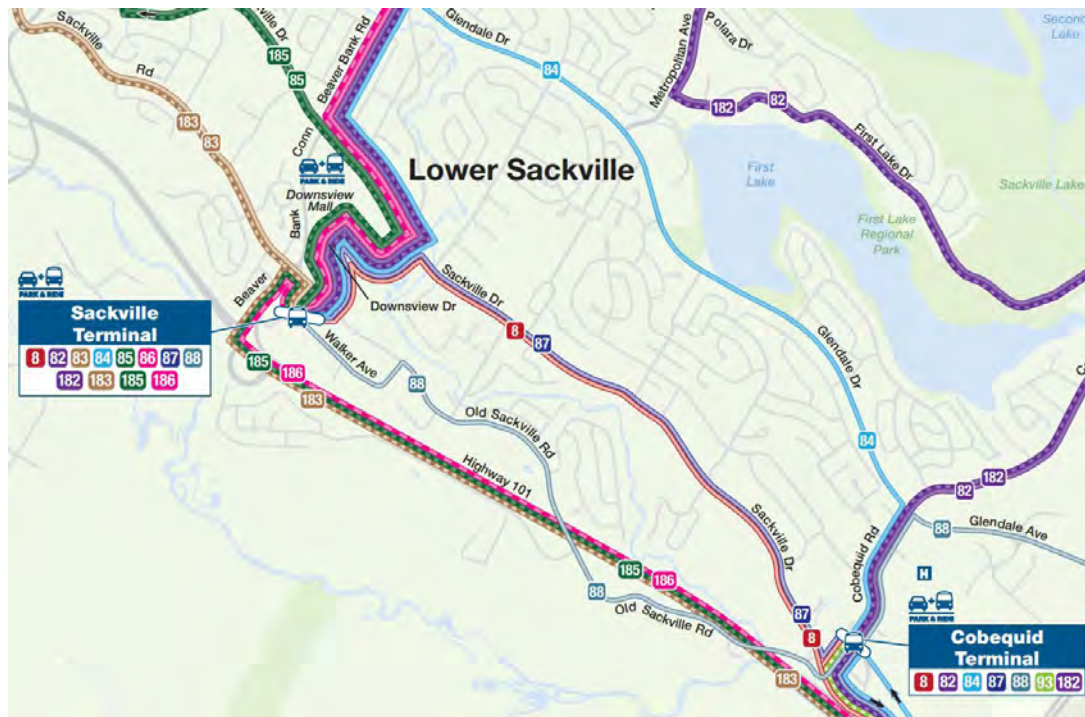 Sackville
Rd
183
83
Sackville Dr
185
85
Beaver Bank Rd
Glendale Dr
84
Metropolitan Ave
Polara Dr
182
82
First Lake Dr
Second
Lake
First
Lake
Sackville Lake
First Lake
Regional
Park
Lower Sackville
PARK & RIDE
Downsview
Mall
Beaver
Bank
Conn
Downsview Dr
PARK & RIDE
Sackville
Terminal
8 82 83 84 85 86 87 88
182 183 185 186
Walker Ave
88
Old Sackville Rd
185
186
183
Highway 101
Sackville Dr
8
87
Glendale Dr
84
82
182
88
Glendale Ave
Cobequid Rd
Sackville Dr
185
186
88
Old Sackville Rd
87
8
183
H
PARK & RIDE
Cobequid
Terminal
8 82 84 87 88 93 182